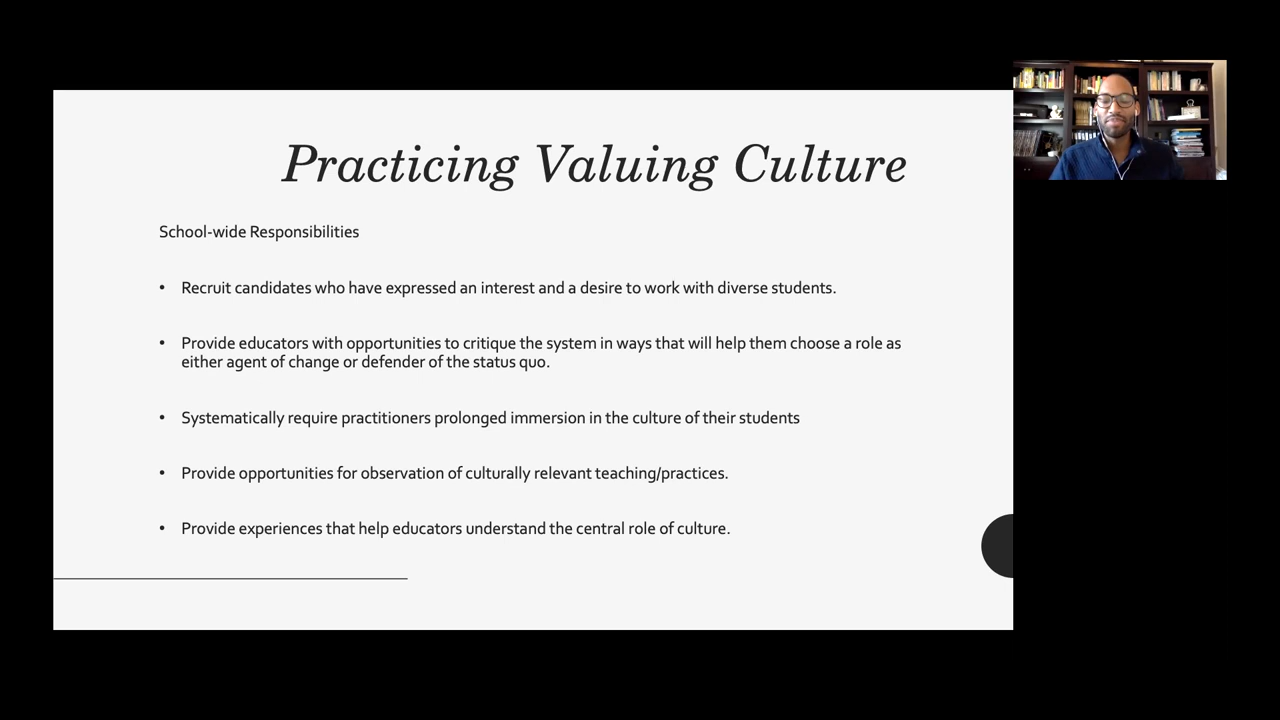 Practicing Valuing Culture
School-wide Responsibilities
• Recruit candidates who have expressed an interest and a desire to work with diverse students.
• Provide educators with opportunities to critique the system in ways that will help them choose a role as
either agent of change or defender of the status quo.
• Systematically require practitioners prolonged immersion in the culture of their students
• Provide opportunities for observation of culturally relevant teaching/practices.
• Provide experiences that help educators understand the central role of culture.